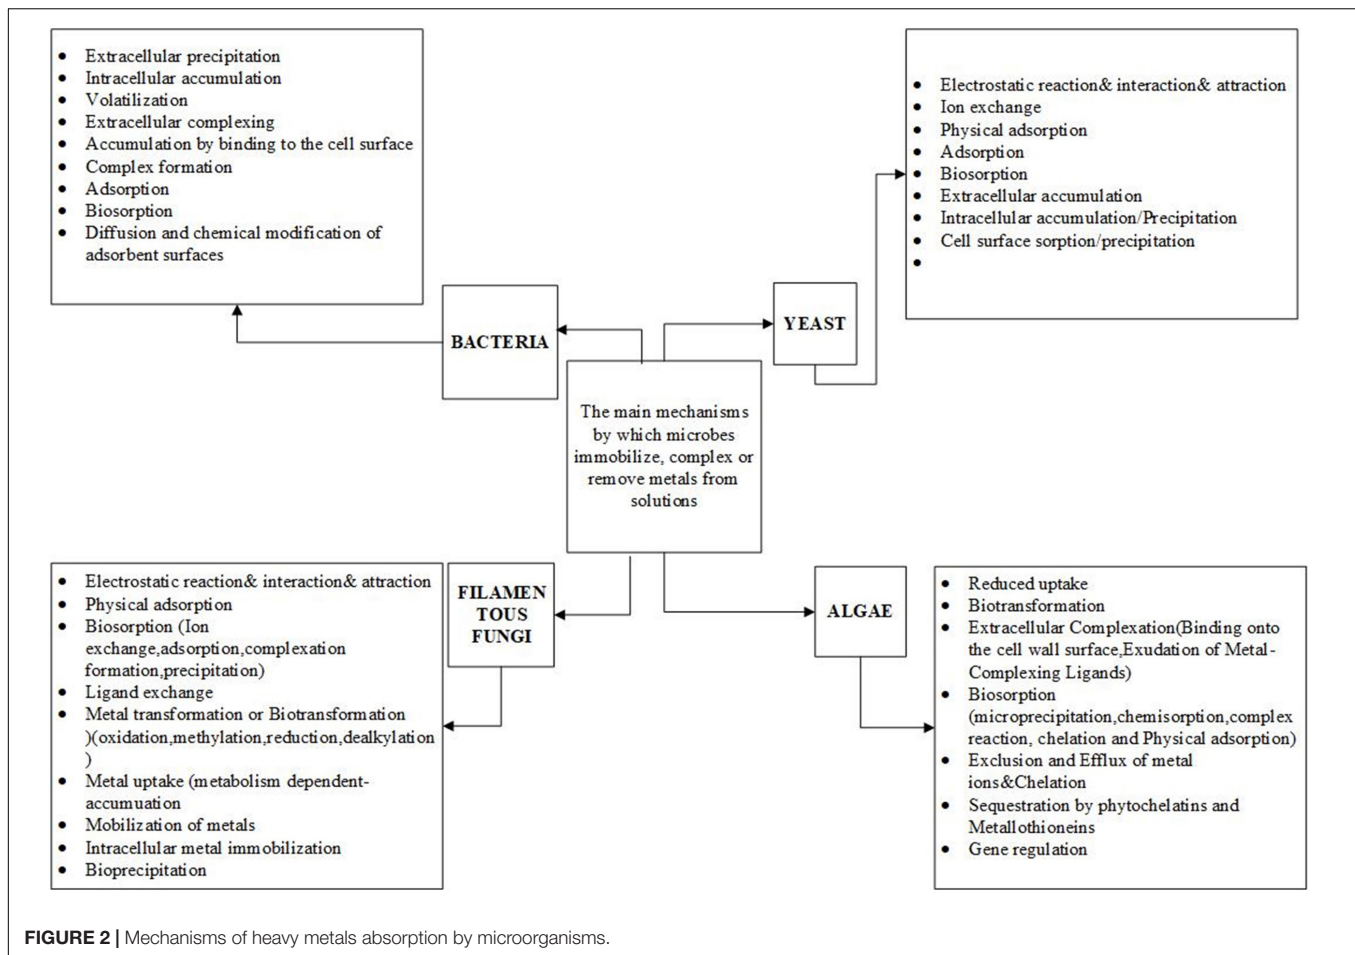 • Extracellular precipitation
• Intracellular accumulation
• Volatilization
• Extracellular complexing
• Accumulation by binding to the cell surface
• Complex formation
• Adsorption
• Biosorption
• Diffusion and chemical modification of
adsorbent surfaces
• Electrostatic reaction& interaction& attraction
• Ion exchange
• Physical adsorption
• Adsorption
• Biosorption
• Extracellular accumulation
• Intracellular accumulation/Precipitation
• Cell surface sorption/precipitation
•
BACTERIA
YEAST
The main mechanisms
by which microbes
immobilize, complex or
remove metals from
solutions
• Electrostatic reaction& interaction& attraction
• Physical adsorption
• Biosorption (Ion
exchange,adsorption,complexation
formation,precipitation)
• Ligand exchange
• Metal transformation or Biotransformation
)(oxidation,methylation,reduction,dealkylation
)
• Metal uptake (metabolism dependent-
accumuation
• Mobilization of metals
• Intracellular metal immobilization
• Bioprecipitation
FILAMEN
TOUS
FUNGI
ALGAE
• Reduced uptake
• Biotransformation
• Extracellular Complexation(Binding onto
the cell wall surface,Exudation of Metal-
Complexing Ligands)
• Biosorption
(microprecipitation,chemisorption,complex
reaction, chelation and Physical adsorption)
• Exclusion and Efflux of metal
ions&Chelation
• Sequestration by phytochelatins and
Metallothioneins
• Gene regulation
FIGURE 2 | Mechanisms of heavy metals absorption by microorganisms.